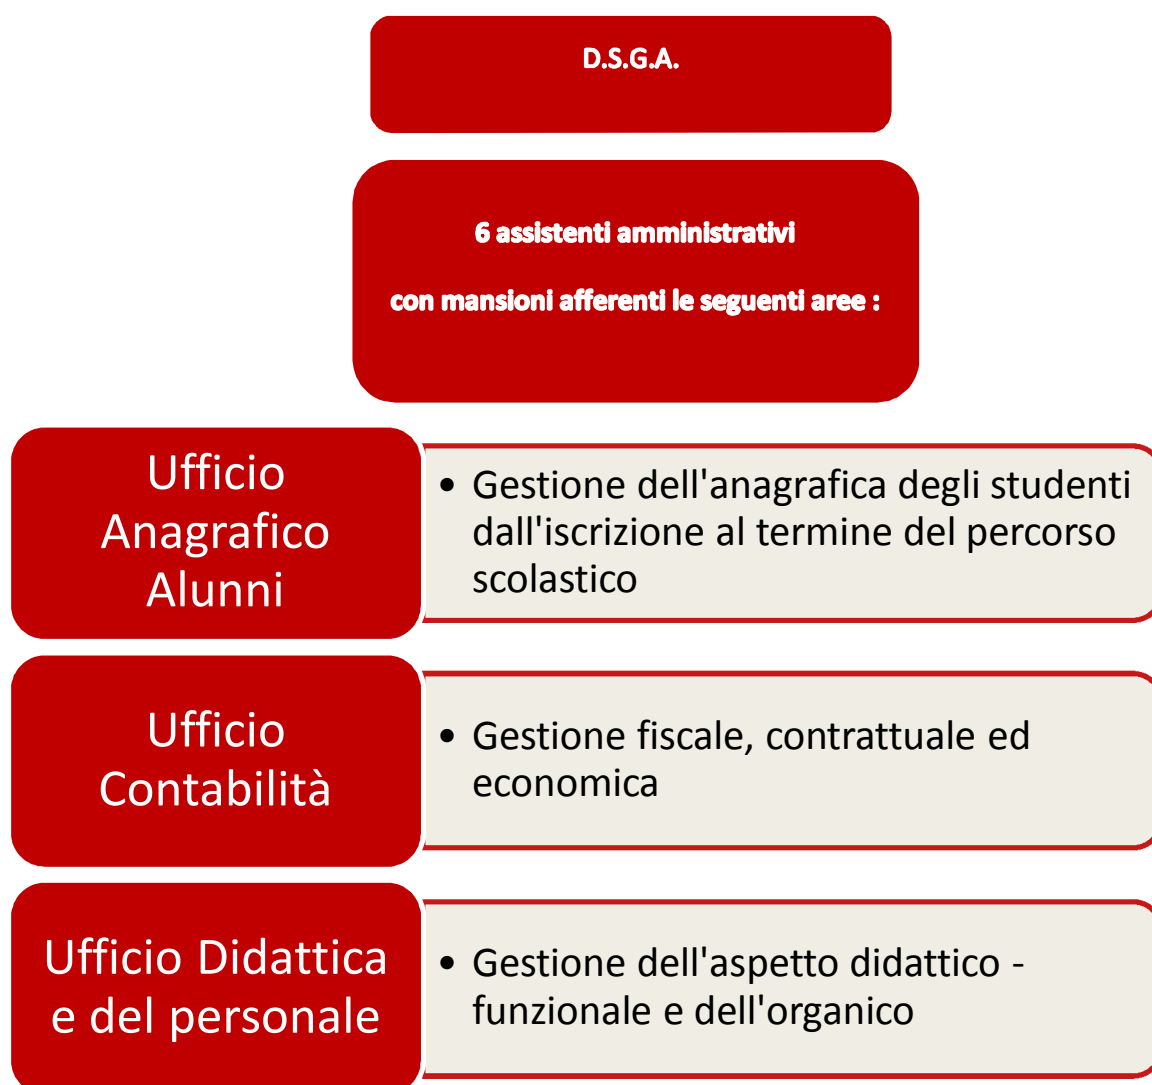 D.S.G.A.
6 assistenti amministrativi
con mansioni afferenti le seguenti aree :
Ufficio
Anagrafico
Alunni
• Gestione dell'anagrafica degli studenti
dall'iscrizione al termine del percorso
scolastico
Ufficio
Contabilità
• Gestione fiscale, contrattuale ed
economica
Ufficio Didattica
e del personale
• Gestione dell'aspetto didattico -
funzionale e dell'organico